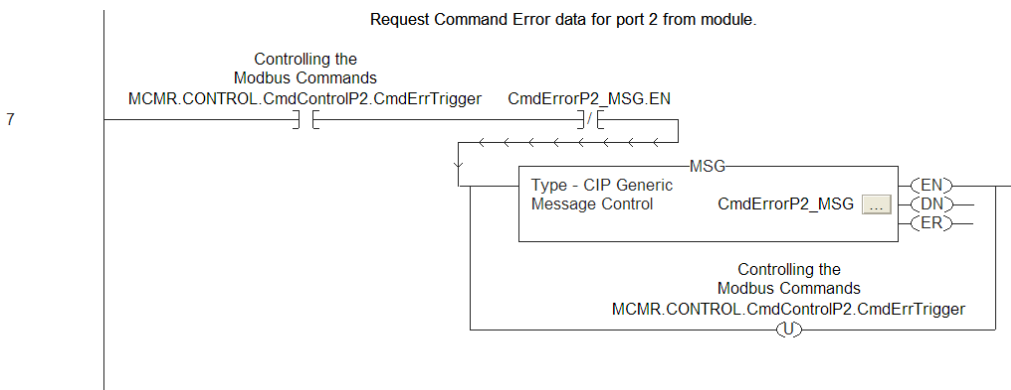 Request Command Error data for port 2 from module.
Controlling the
Modbus Commands
MCMR.CONTROL.CmdControlP2.CmdErrTrigger CmdErrorP2_MSG.EN
7
/
MSG
Type - CIP Generic
Message Control CmdErrorP2_MSG ...
EN
DN
ER
Controlling the
Modbus Commands
MCMR.CONTROL.CmdControlP2.CmdErrTrigger
U